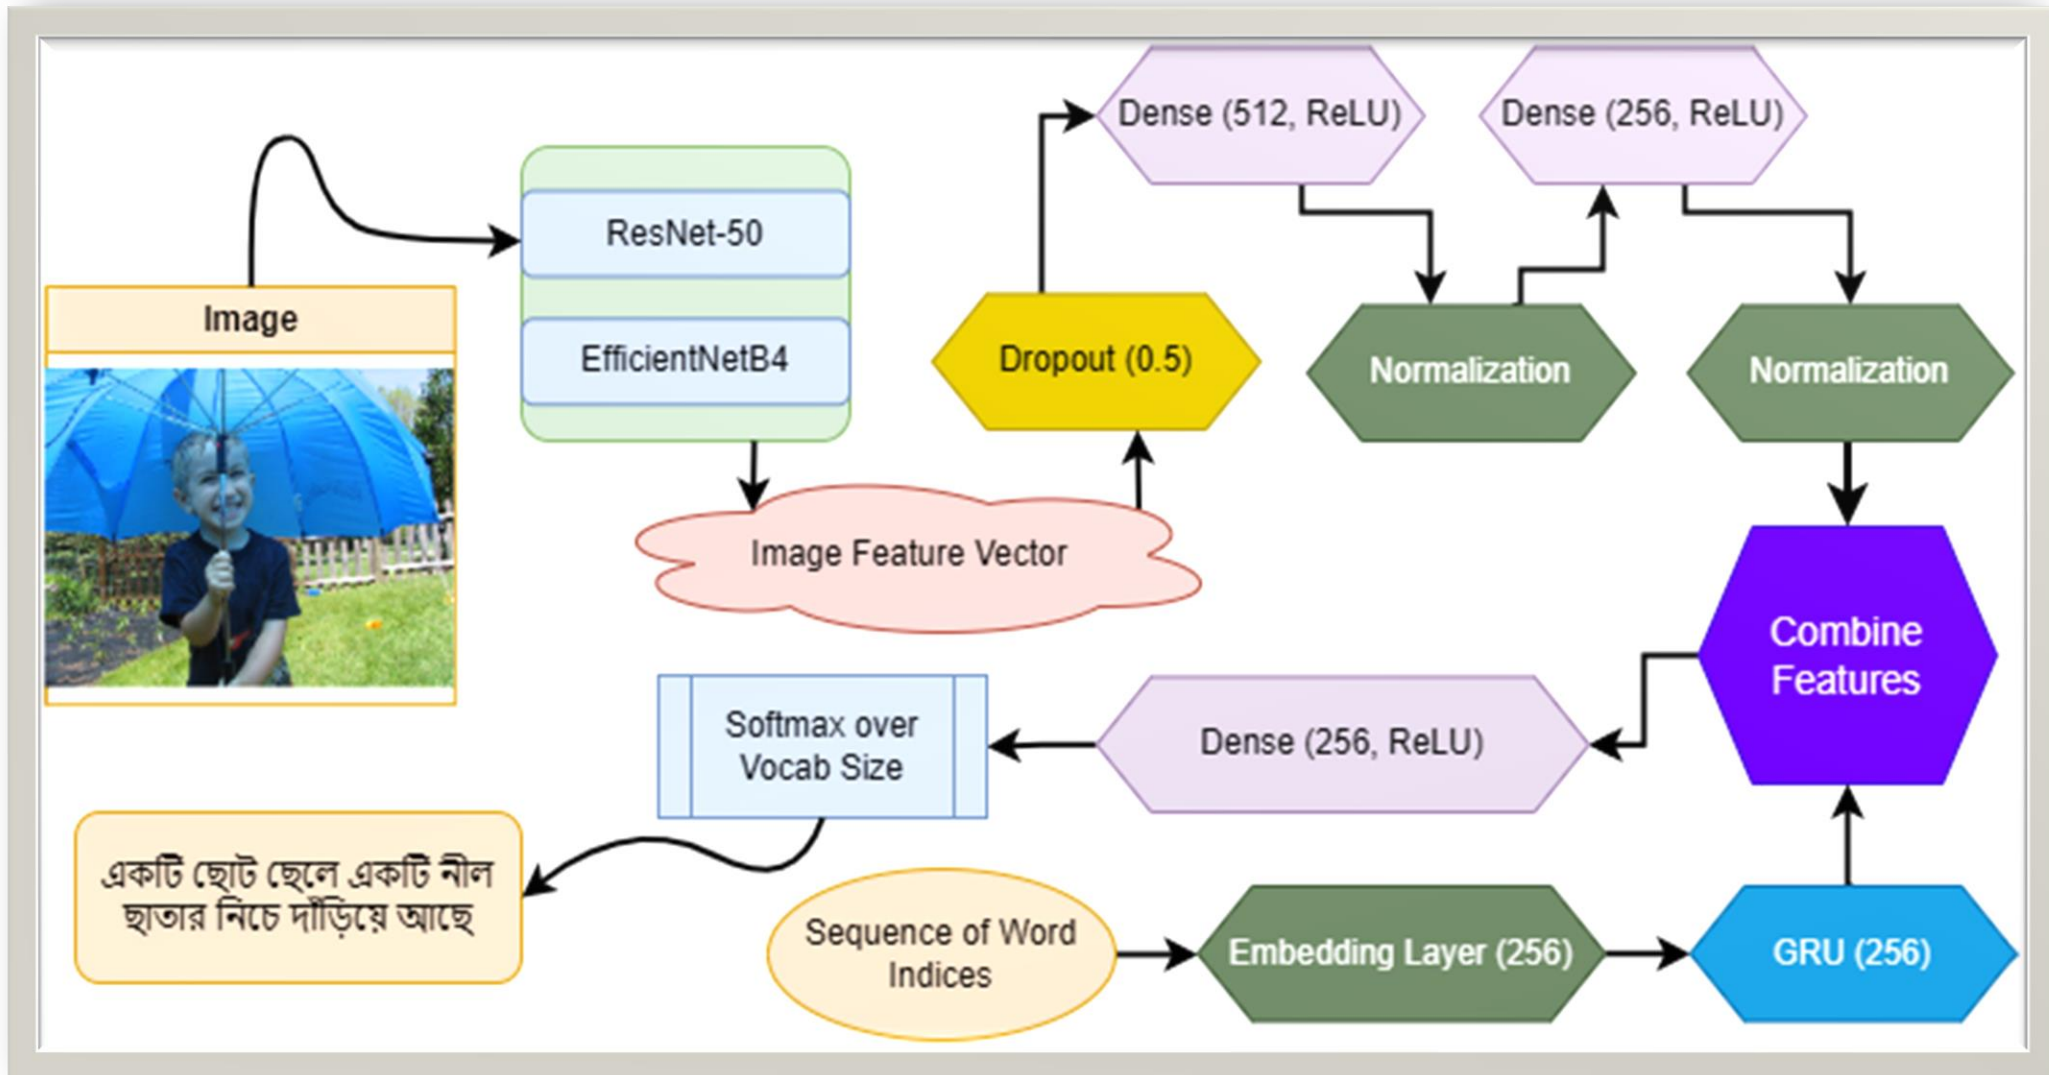 Image
ResNet-50
EfficientNetB4
Image Feature Vector
Dropout (0.5)
Dense (512, ReLU)
Normalization
Dense (256, ReLU)
Normalization
Combine
Features
Sequence of Word
Indices
Embedding Layer (256)
GRU (256)
Dense (256, ReLU)
Softmax over
Vocab Size
একটি ছোট ছেলে একটি নীল
ছাতার নিচে দাঁড়িয়ে আছে